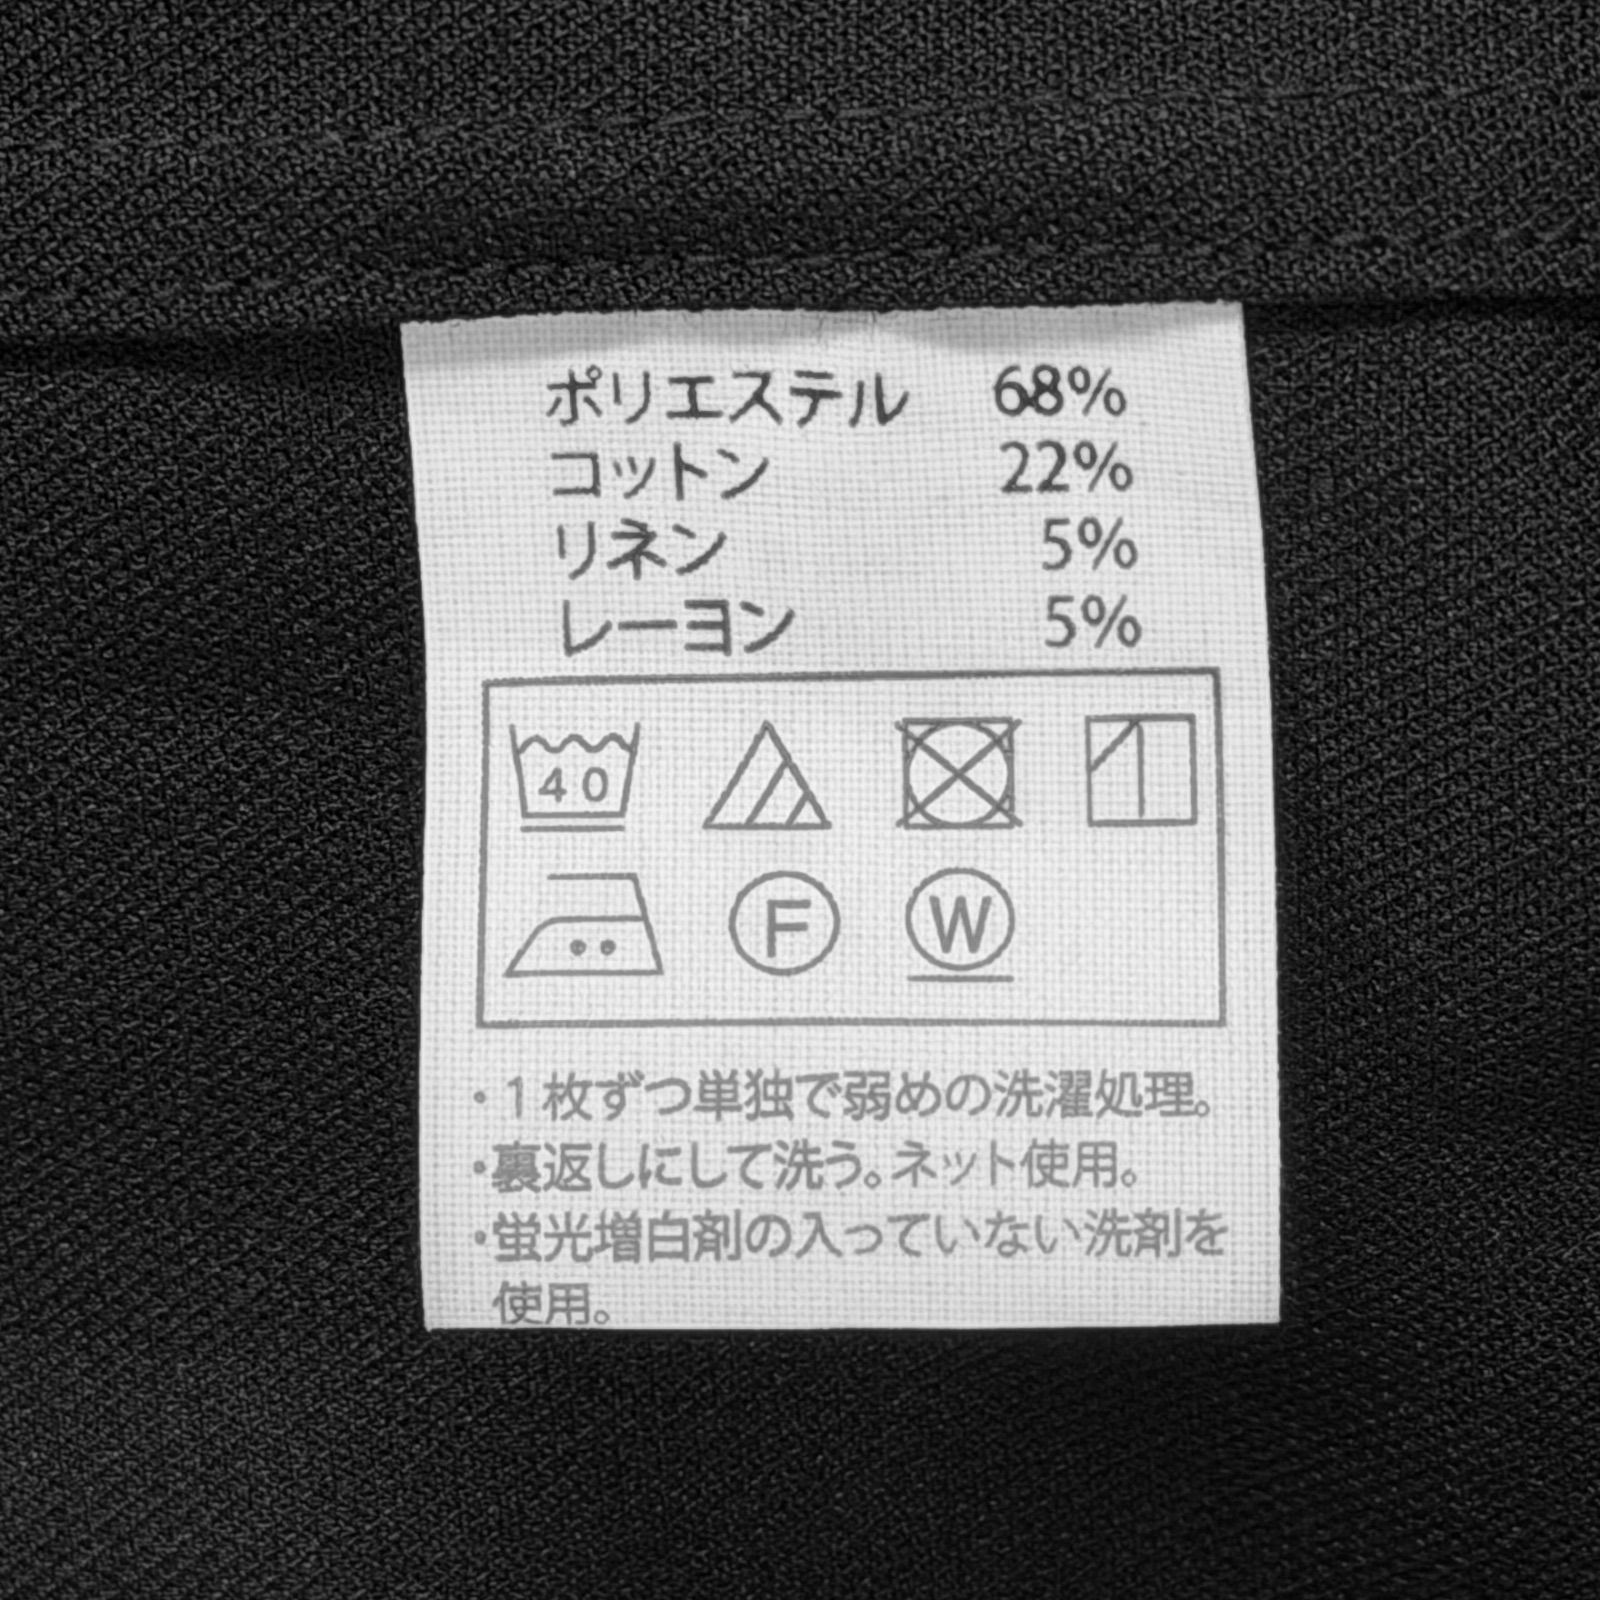 ポリエステル 68%
コットン 22%
リネン 5%
レーヨン 5%
40
F W
・1枚ずつ単独で弱めの洗濯処理。
・裏返しにして洗う。ネット使用。
・蛍光増白剤の入っていない洗剤を
使用。